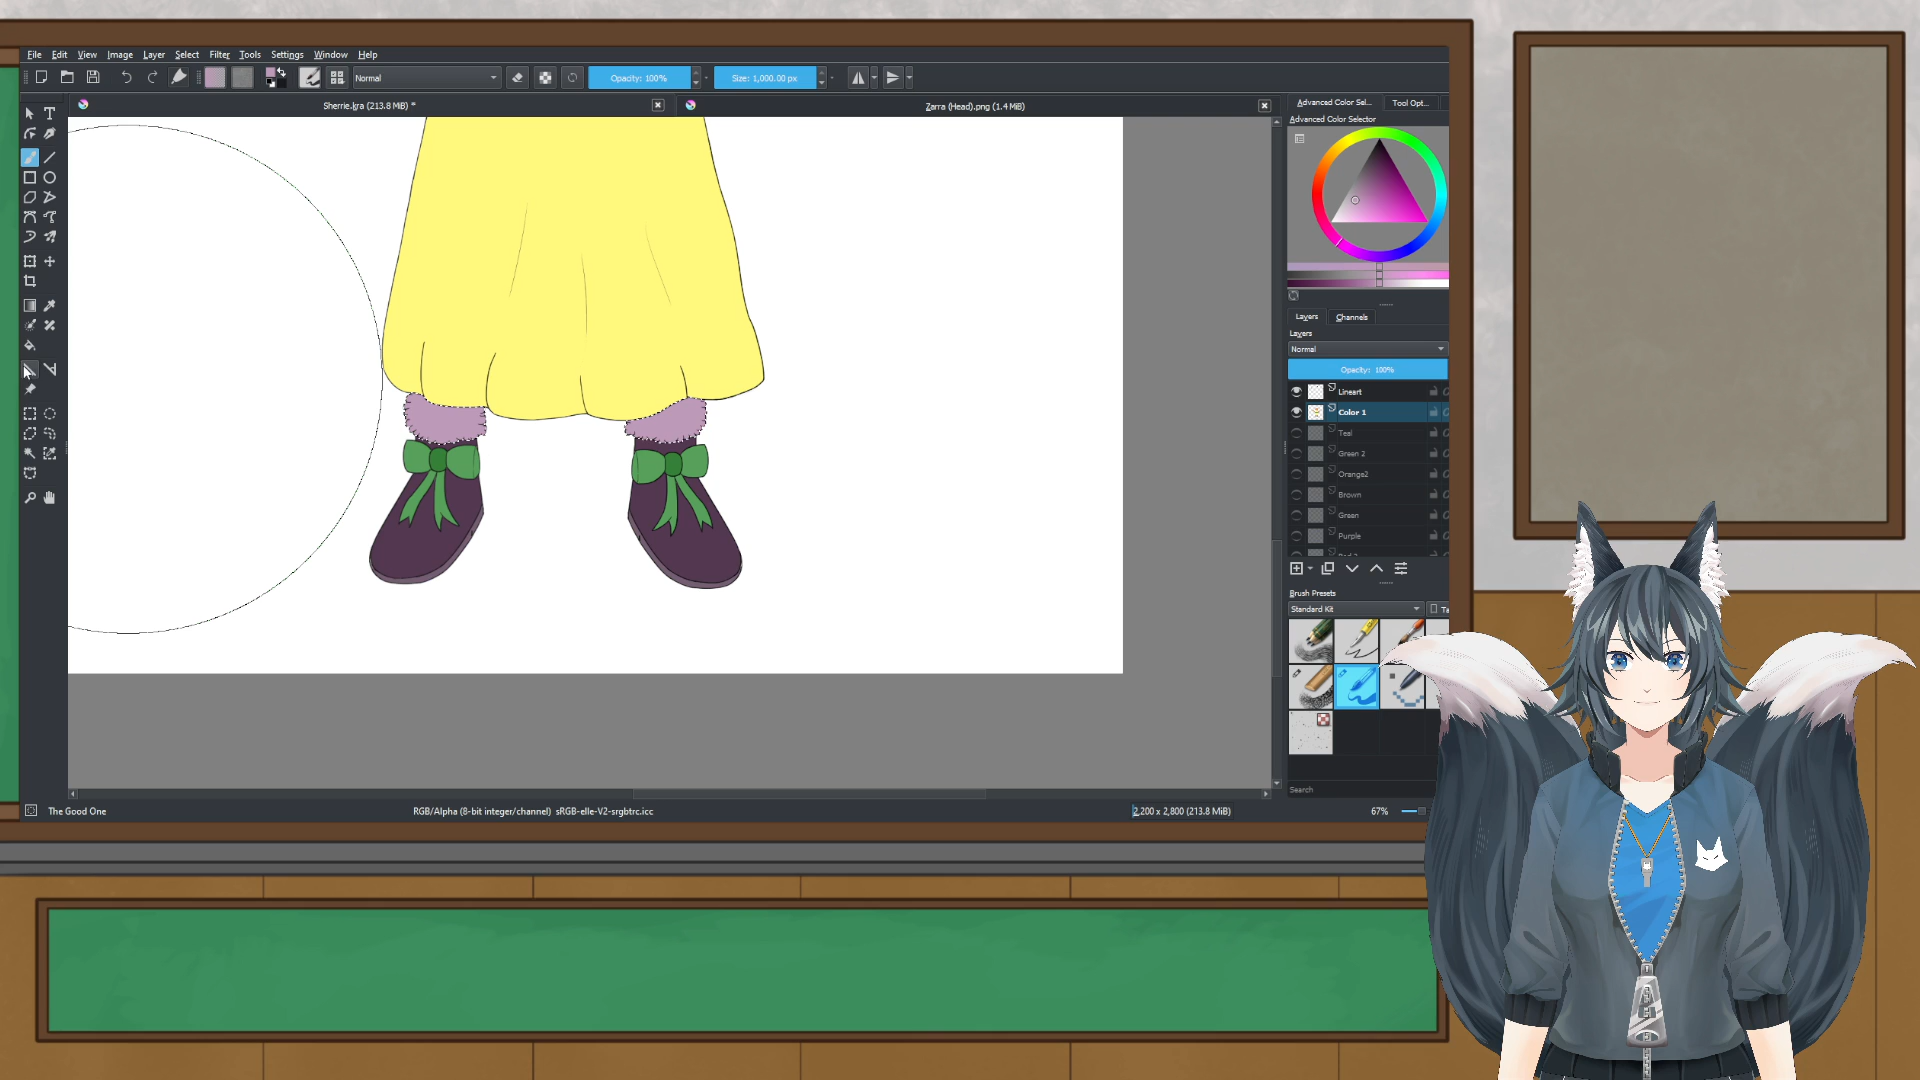 File Edit View Image Layer Select Filter Tools Settings Window Help
Normal
Opacity: 100%
Size: 1,000.00 px
Sherrie.kra (213.8 MiB) *
Zarra (Head).png (1.4 MiB)
Advanced Color Sel...
Tool Opt...
Advanced Color Selector
Layers
Channels
Layers
Normal
Opacity: 100%
Lineart
Color 1
Teal
Green 2
Orange2
Brown
Green
Purple
Brush Presets
Standard Kit
Ta
Search
The Good One
RGB/Alpha (8-bit integer/channel) sRGB-elle-V2-srgbtrc.icc
2,200 x 2,800 (213.8 MiB)
67%